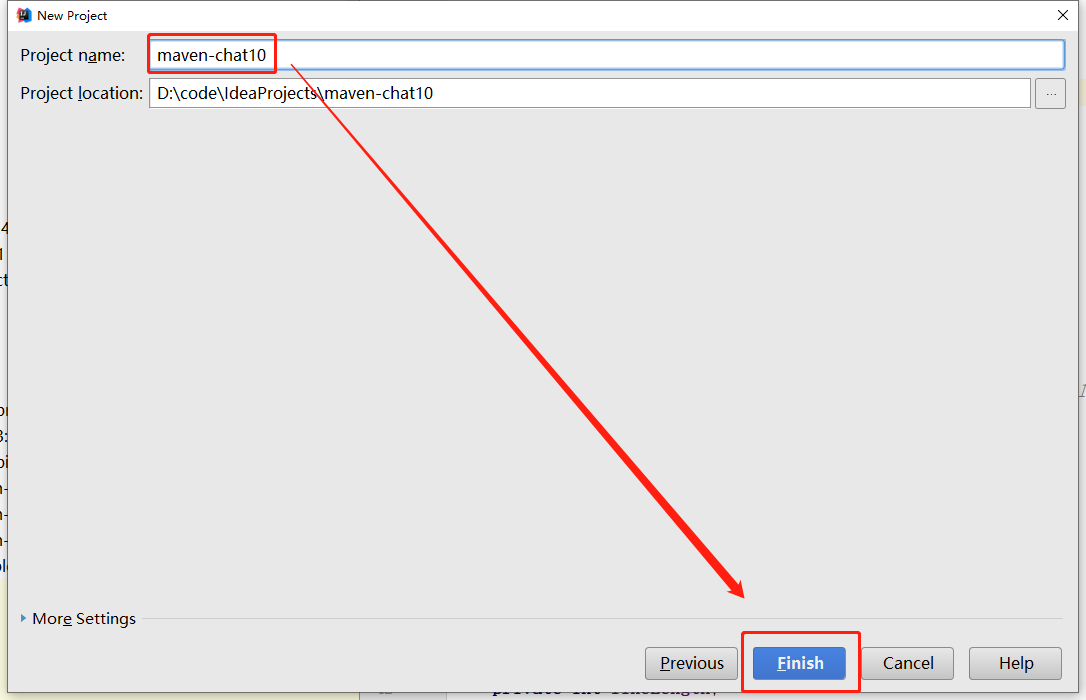 New Project
Project name: maven-chat10
Project location: D:\code\IdeaProjects\maven-chat10 ...
More Settings
Previous Finish Cancel Help